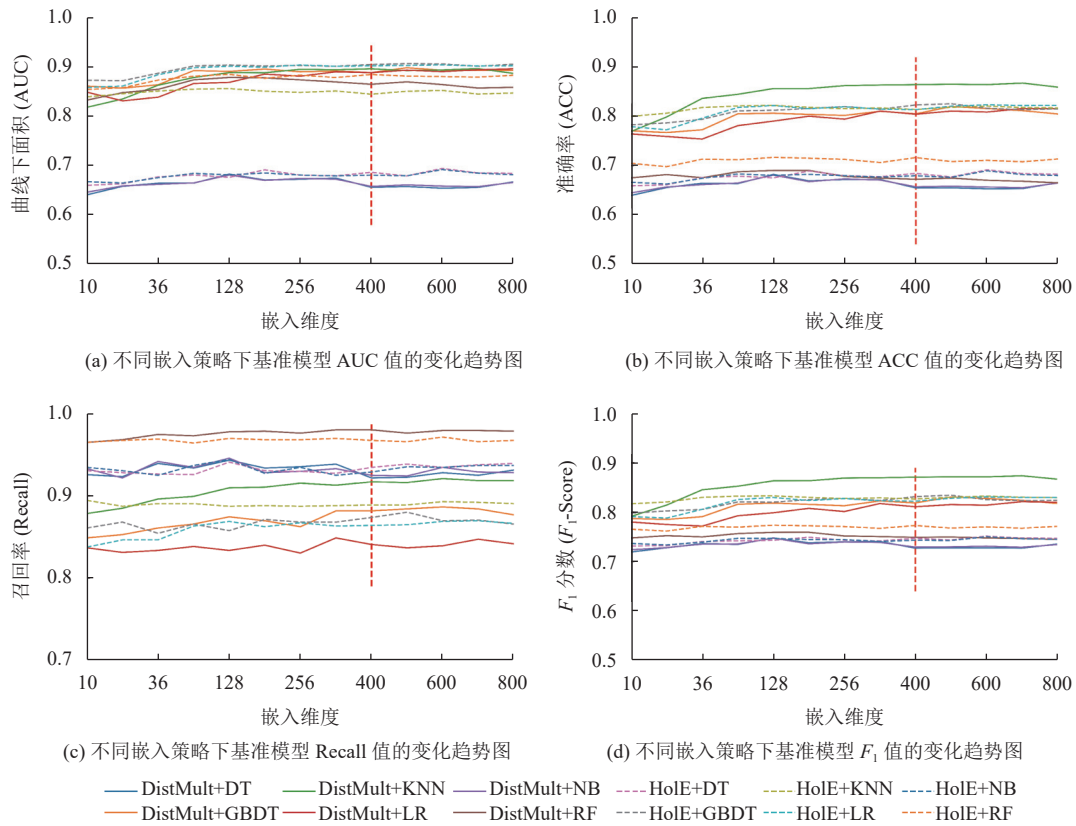 1.0
0.9
0.8
0.7
0.6
0.5
曲线下面积 (AUC)
10 36 128 256 400 600 800
嵌入维度
(a) 不同嵌入策略下基准模型 AUC 值的变化趋势图
1.0
0.9
0.8
0.7
0.6
0.5
准确率 (ACC)
10 36 128 256 400 600 800
嵌入维度
(b) 不同嵌入策略下基准模型 ACC 值的变化趋势图
1.0
0.9
0.8
0.7
召回率 (Recall)
10 36 128 256 400 600 800
嵌入维度
(c) 不同嵌入策略下基准模型 Recall 值的变化趋势图
1.0
0.9
0.8
0.7
0.6
0.5
F₁ 分数 (F₁-Score)
10 36 128 256 400 600 800
嵌入维度
(d) 不同嵌入策略下基准模型 F₁ 值的变化趋势图
DistMult+DT DistMult+KNN DistMult+NB HolE+DT HolE+KNN HolE+NB
DistMult+GBDT DistMult+LR DistMult+RF HolE+GBDT HolE+LR HolE+RF